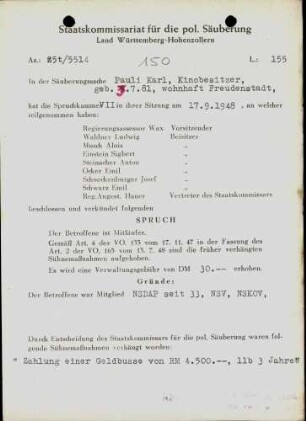 Staatskommissariat für die pol. Säuberung
Land Württemberg-Hohenzollern
Az.: 25t/5514 150 L.: 155
In der Säuberungssache Pauli Karl, Kinobesitzer,
geb. 3.7.81, wohnhaft Freudenstadt,
hat die Spruchkammer VII in ihrer Sitzung am 17.9.1948, an welcher
teilgenommen haben:
Regierungsassessor Wax Vorsitzender
Waldner Ludwig Beisitzer
Mauch Alois "
Einstein Sigbert "
Steinacher Anton "
Ocker Emil "
Schneckenburger Josef "
Schwarz Emil "
Reg.Angest. Haney Vertreter des Staatskommissars
beschlossen und verkündet folgenden
SPRUCH
Der Betroffene ist Mitläufer.
Gemäß Art. 4 der VO. 133 vom 17. 11. 47 in der Fassung des
Art. 2 der VO. 165 vom 13. 7. 48 sind die früher verhängten
Sühnemaßnahmen aufgehoben.
Es wird eine Verwaltungsgebühr von DM 30.-- erhoben.
Gründe:
Der Betroffene war Mitglied NSDAP seit 33, NSV, NSKOV,
Durch Entscheidung des Staatskommissars für die pol. Säuberung waren fol-
gende Sühnemaßnahmen verhängt worden:
" Zahlung einer Geldbusse von RM 4.500.--, 11b 3 Jahre"